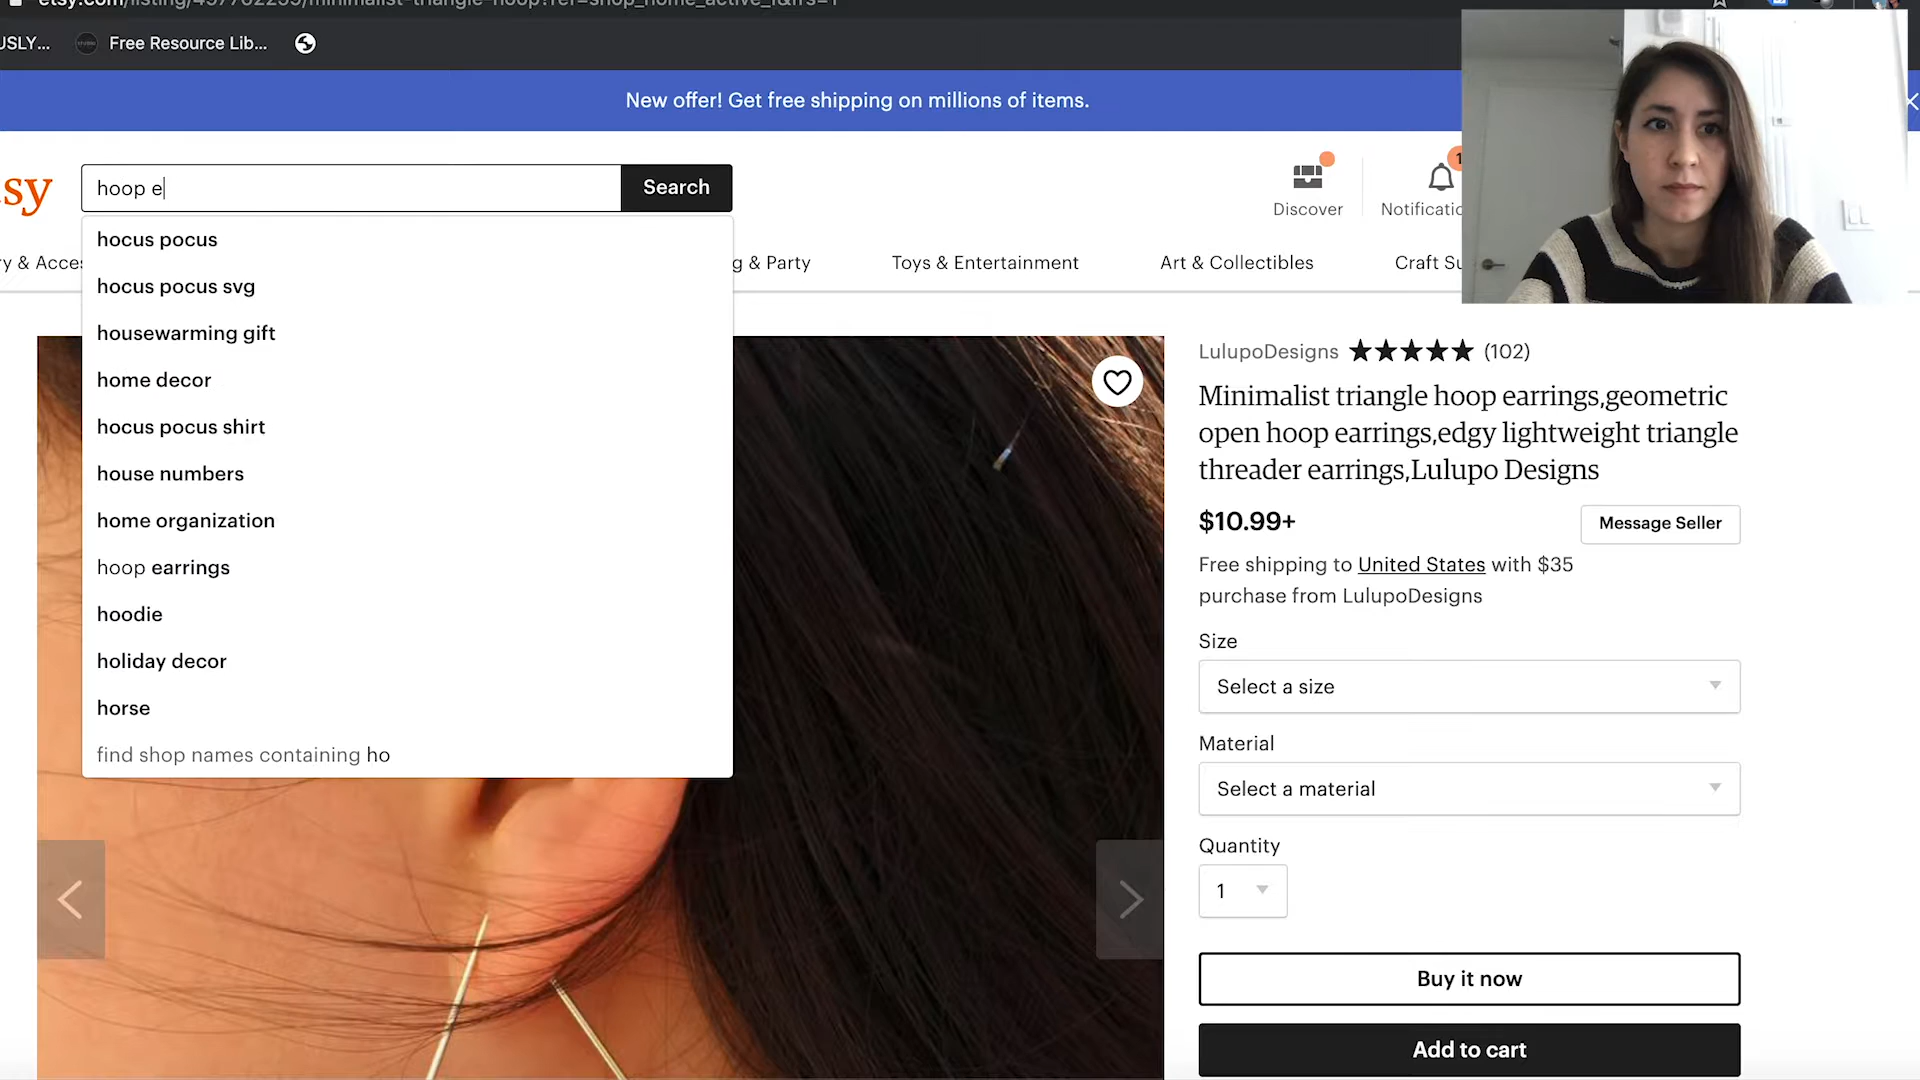 USLY...
Free Resource Lib...
New offer! Get free shipping on millions of items.
sy
hoop e
Search
Discover
Notificatio
1
y & Acces
g & Party
Toys & Entertainment
Art & Collectibles
Craft Su
hocus pocus
hocus pocus svg
housewarming gift
home decor
hocus pocus shirt
house numbers
home organization
hoop earrings
hoodie
holiday decor
horse
find shop names containing ho
LulupoDesigns
(102)
Minimalist triangle hoop earrings,geometric
open hoop earrings,edgy lightweight triangle
threader earrings,Lulupo Designs
$10.99+
Message Seller
Free shipping to United States with $35
purchase from LulupoDesigns
Size
Select a size
Material
Select a material
Quantity
1
Buy it now
Add to cart